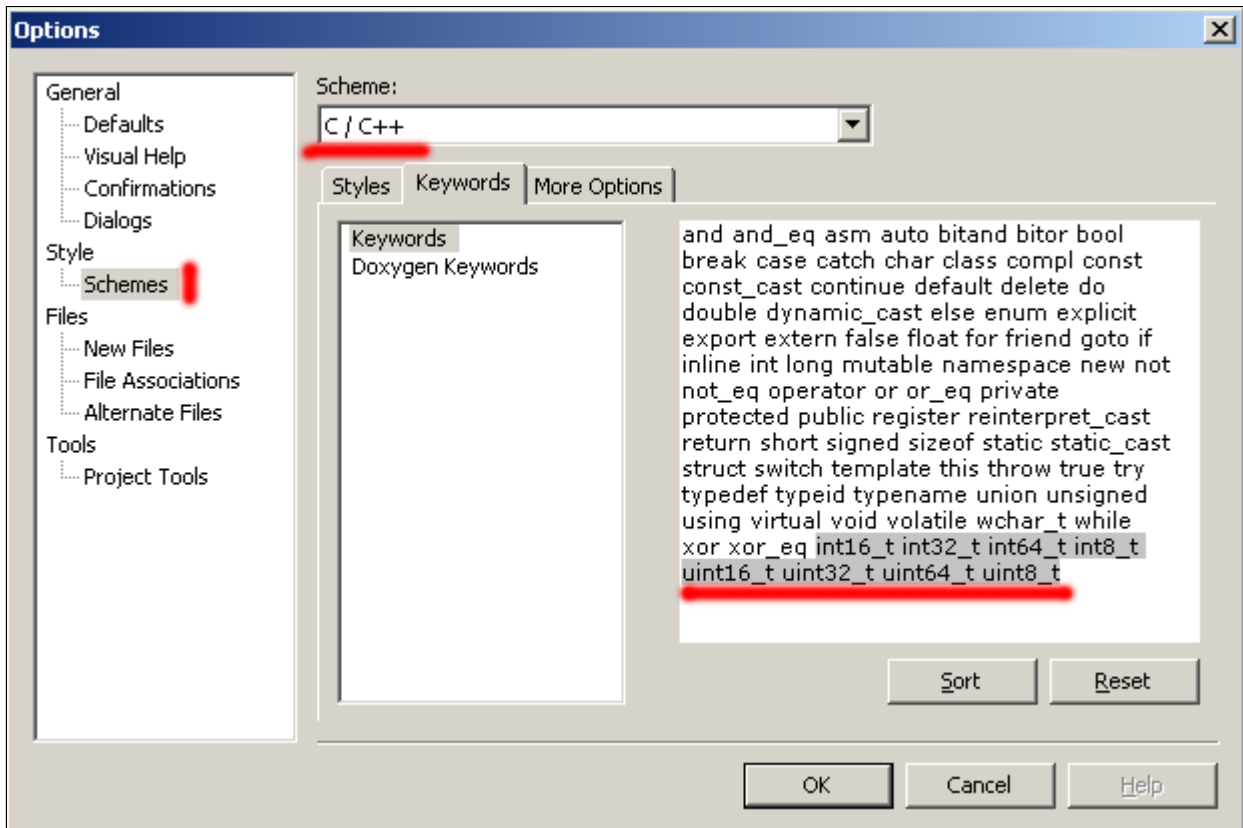 Options
General
Defaults
Visual Help
Confirmations
Dialogs
Style
Schemes
Files
New Files
File Associations
Alternate Files
Tools
Project Tools
Scheme:
C / C++
Styles
Keywords
More Options
Keywords
Doxygen Keywords
and and_eq asm auto bitand bitor bool
break case catch char class compl const
const_cast continue default delete do
double dynamic_cast else enum explicit
export extern false float for friend goto if
inline int long mutable namespace new not
not_eq operator or or_eq private
protected public register reinterpret_cast
return short signed sizeof static static_cast
struct switch template this throw true try
typedef typeid typename union unsigned
using virtual void volatile wchar_t while
xor xor_eq int16_t int32_t int64_t int8_t
uint16_t uint32_t uint64_t uint8_t
Sort
Reset
OK
Cancel
Help